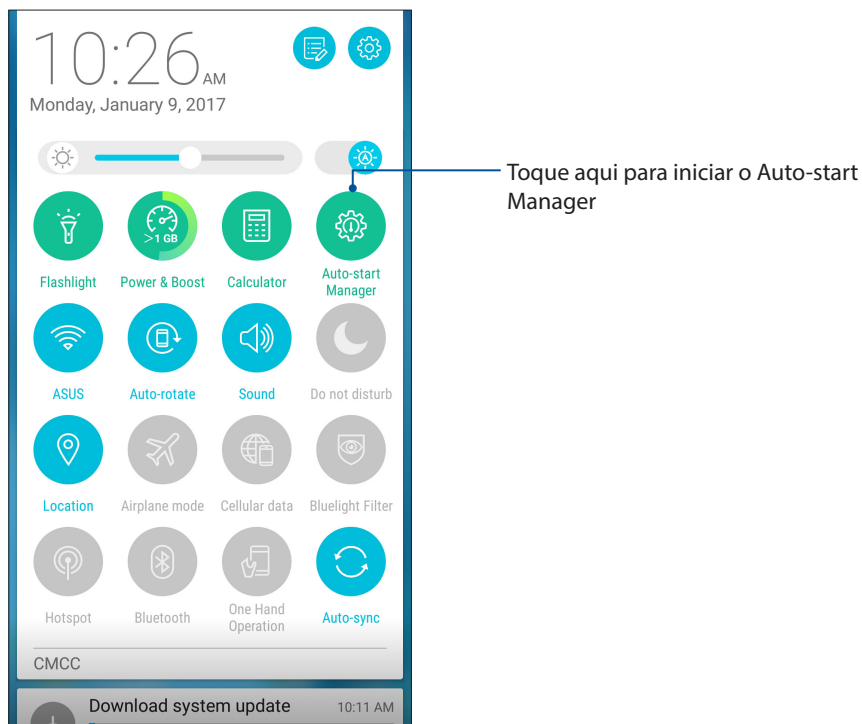 10:26 AM
Monday, January 9, 2017
A
Toque aqui para iniciar o Auto-start
Manager
>1 GB
Flashlight
Power & Boost
Calculator
Auto-start
Manager
ASUS
Auto-rotate
Sound
Do not disturb
Location
Airplane mode
Cellular data
Bluelight Filter
Hotspot
Bluetooth
One Hand
Operation
Auto-sync
CMCC
Download system update 10:11 AM